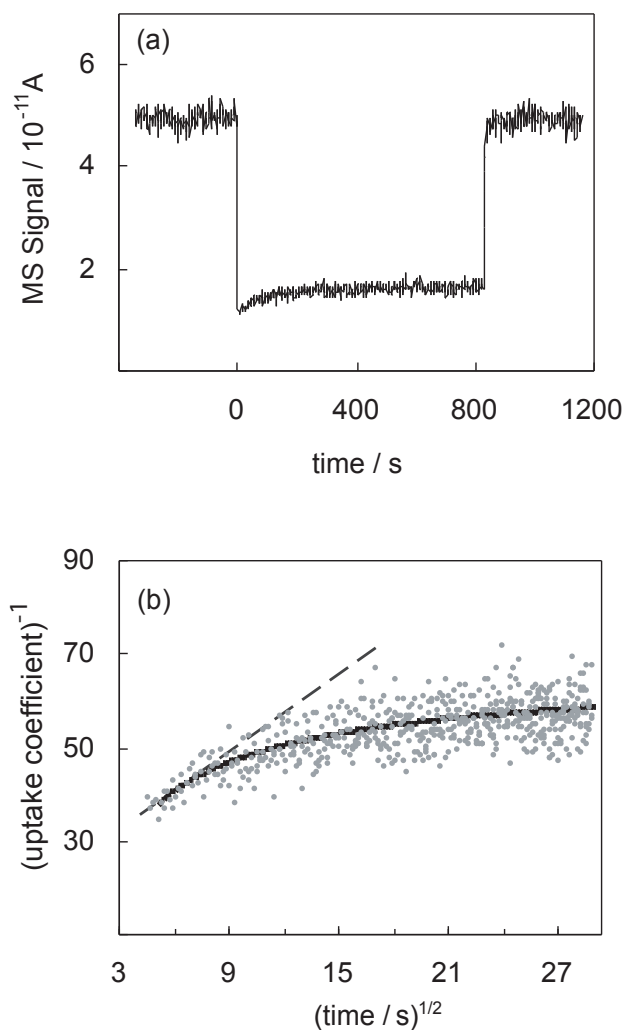 (a)
6
4
2
MS Signal / 10⁻¹¹A
0 400 800 1200
time / s
(b)
90
70
50
30
(uptake coefficient)⁻¹
3 9 15 21 27
(time / s)¹/²